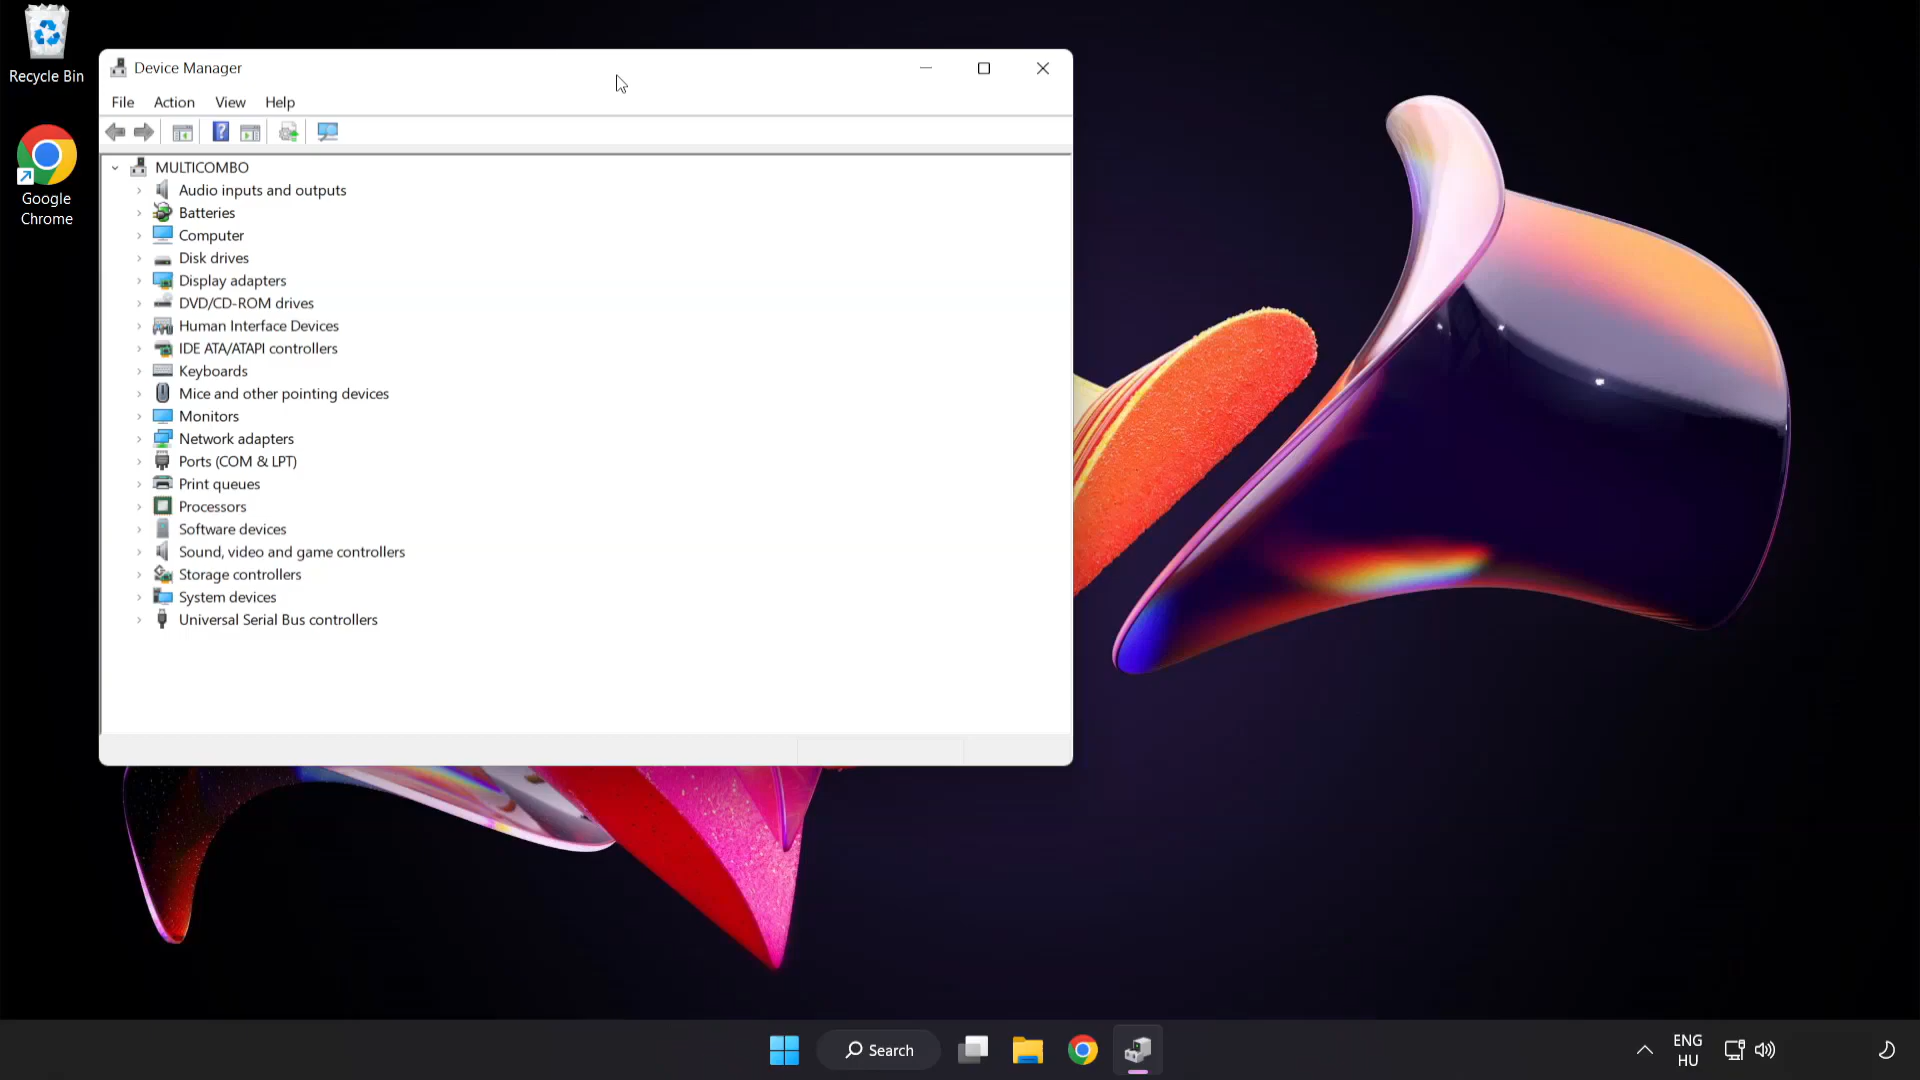 Recycle Bin
Google
Chrome
Device Manager
File Action View Help
MULTICOMBO
Audio inputs and outputs
Batteries
Computer
Disk drives
Display adapters
DVD/CD-ROM drives
Human Interface Devices
IDE ATA/ATAPI controllers
Keyboards
Mice and other pointing devices
Monitors
Network adapters
Ports (COM & LPT)
Print queues
Processors
Software devices
Sound, video and game controllers
Storage controllers
System devices
Universal Serial Bus controllers
Search
ENG
HU